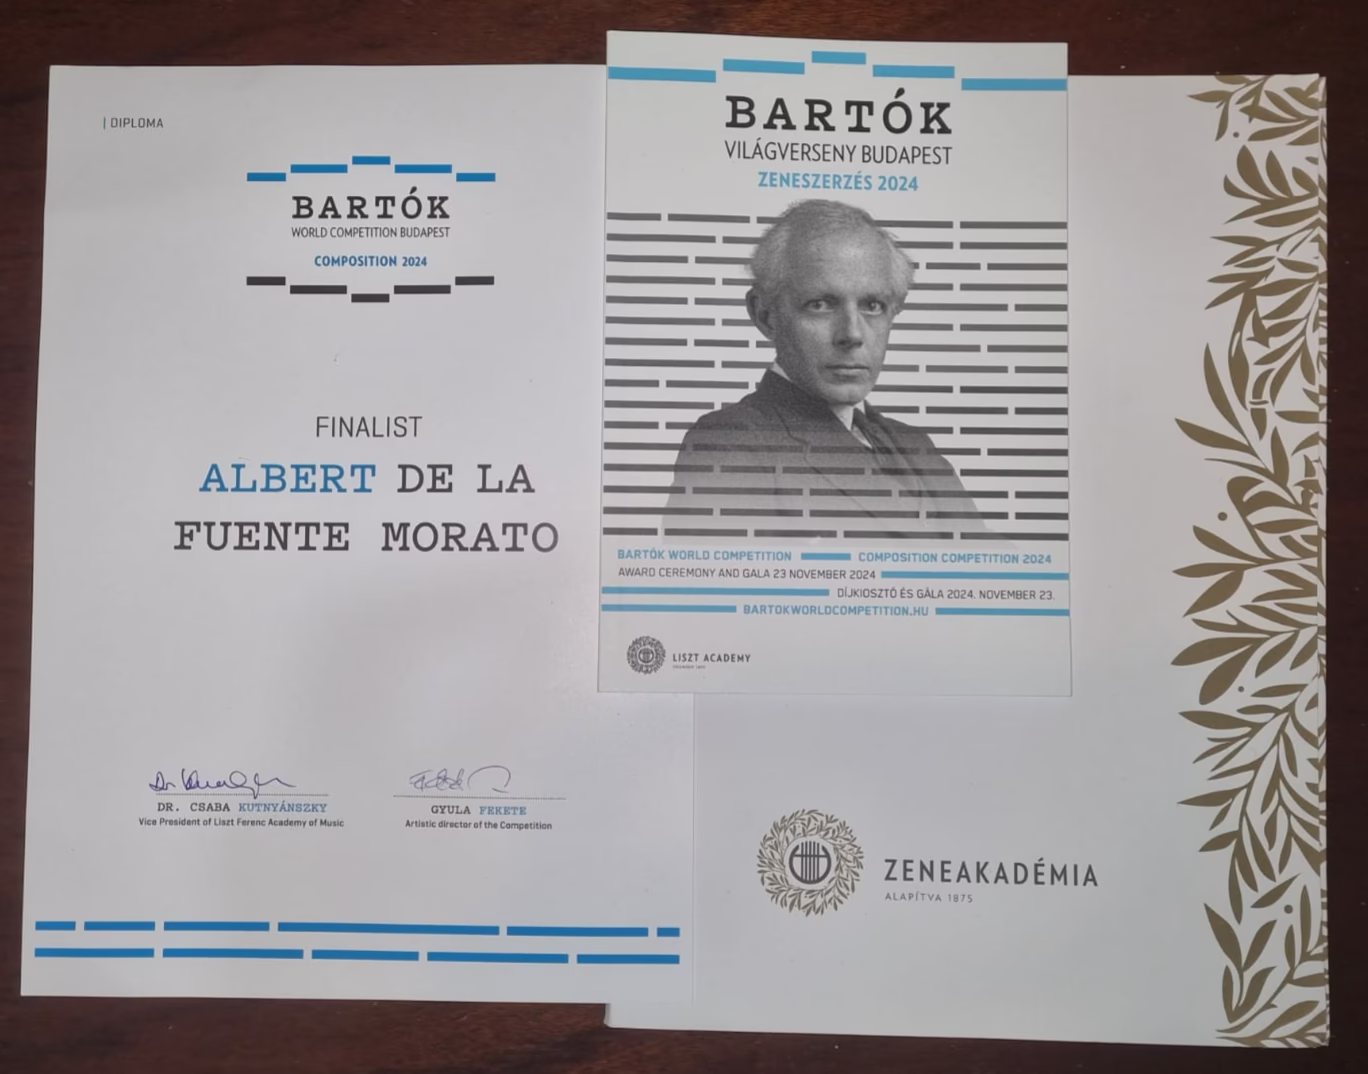 DIPLOMA
BARTÓK
WORLD COMPETITION BUDAPEST
COMPOSITION 2024
FINALIST
ALBERT DE LA
FUENTE MORATO
DR. CSABA KUTNYÁNSZKY
Vice President of Liszt Ferenc Academy of Music
GYULA FEKETE
Artistic director of the Competition
BARTÓK
VILÁGVERSENY BUDAPEST
ZENESZERZÉS 2024
BARTÓK WORLD COMPETITION COMPOSITION COMPETITION 2024
AWARD CEREMONY AND GALA 23 NOVEMBER 2024
DÍJKIOSZTÓ ÉS GÁLA 2024. NOVEMBER 23.
BARTOKWORLDCOMPETITION.HU
LISZT ACADEMY
ZENEAKADÉMIA
ALAPÍTVA 1875